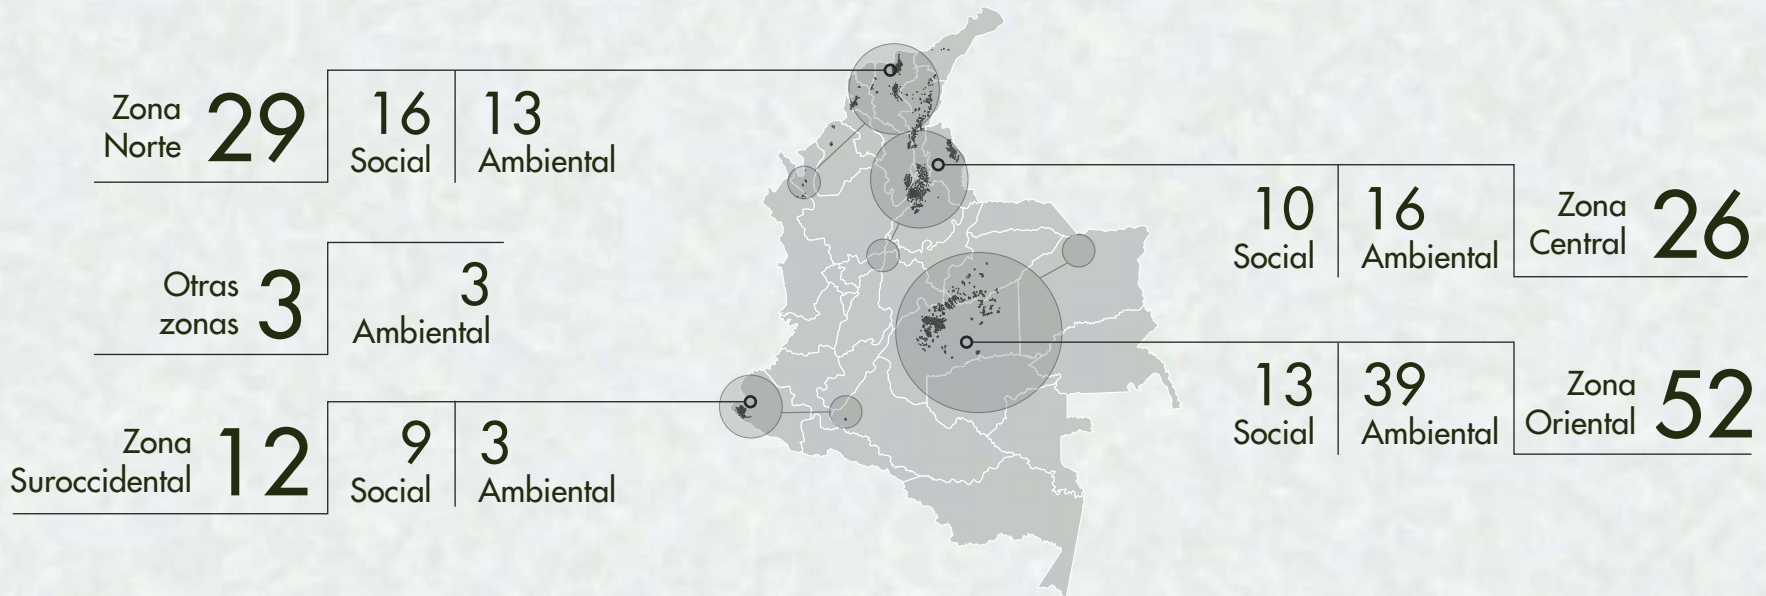 Zona
Norte
29
16
Social
13
Ambiental
Otras
zonas
3
3
Ambiental
Zona
Suroccidental
12
9
Social
3
Ambiental
10
Social
16
Ambiental
Zona
Central
26
13
Social
39
Ambiental
Zona
Oriental
52